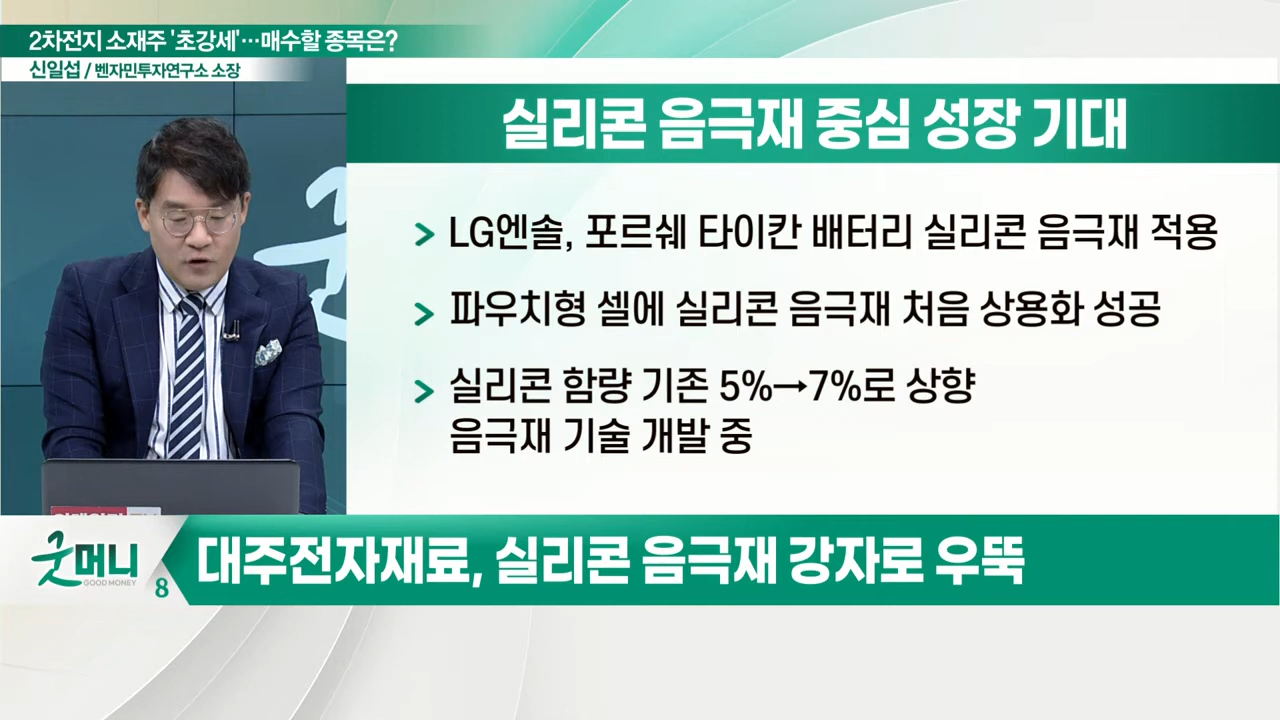 2차전지 소재주 '초강세'…매수할 종목은?
신일섭 / 벤자민투자연구소 소장
실리콘 음극재 중심 성장 기대
> LG엔솔, 포르쉐 타이칸 배터리 실리콘 음극재 적용
> 파우치형 셀에 실리콘 음극재 처음 상용화 성공
> 실리콘 함량 기존 5%→7%로 상향
음극재 기술 개발 중
굿머니
GOOD MONEY
8
대주전자재료, 실리콘 음극재 강자로 우뚝